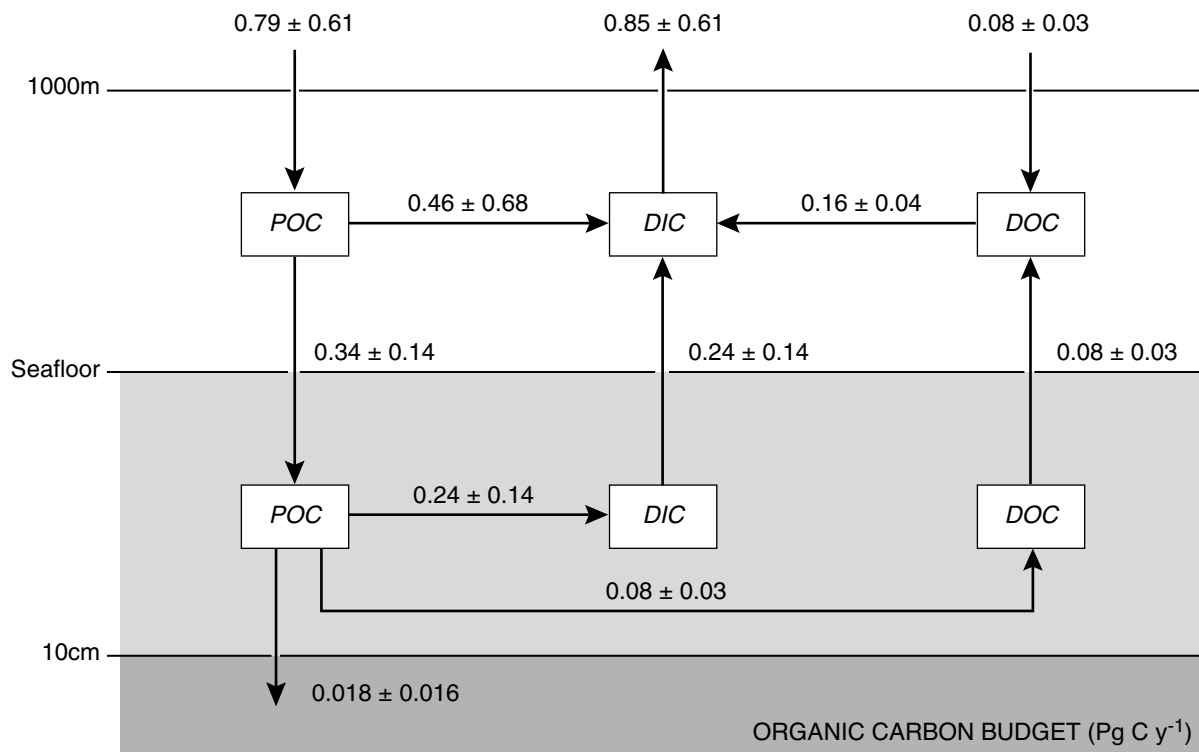 0.79 ± 0.61
0.85 ± 0.61
0.08 ± 0.03
1000m
0.46 ± 0.68
0.16 ± 0.04
POC
DIC
DOC
0.34 ± 0.14
0.24 ± 0.14
0.08 ± 0.03
Seafloor
0.24 ± 0.14
POC
DIC
DOC
0.08 ± 0.03
10cm
0.018 ± 0.016
ORGANIC CARBON BUDGET (Pg C y⁻¹)